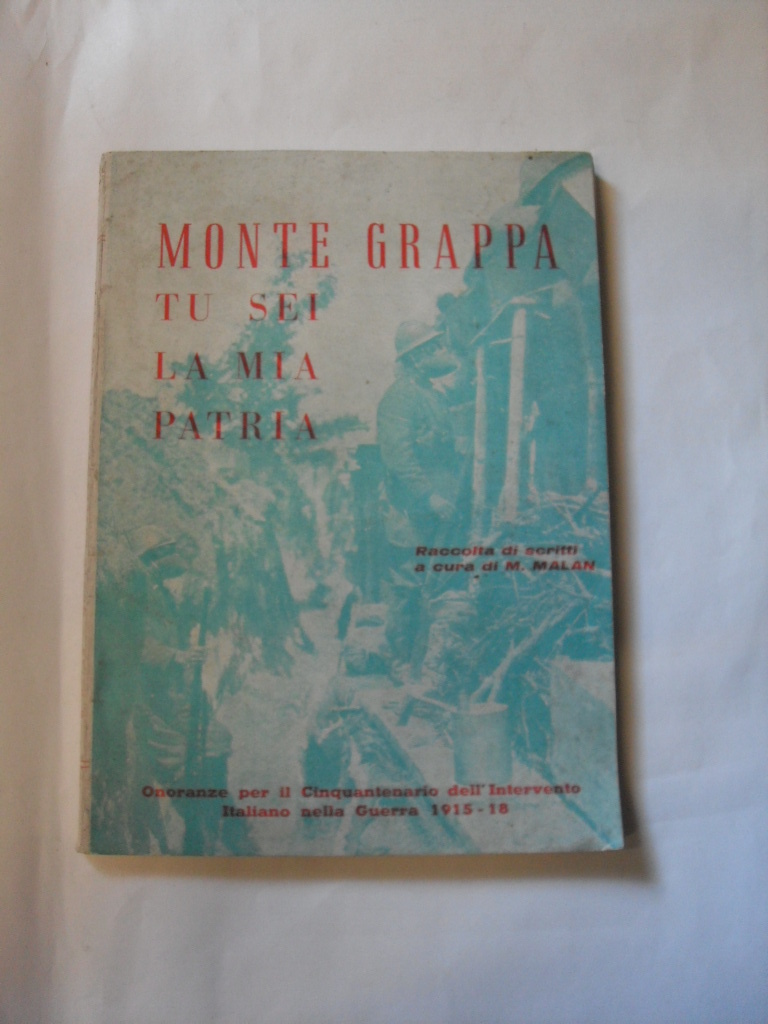 MONTE GRAPPA
TU SEI
LA MIA
PATRIA
Raccolta di scritti
a cura di M. MALAN
Onoranze per il Cinquantenario dell'Intervento
Italiano nella Guerra 1915-18